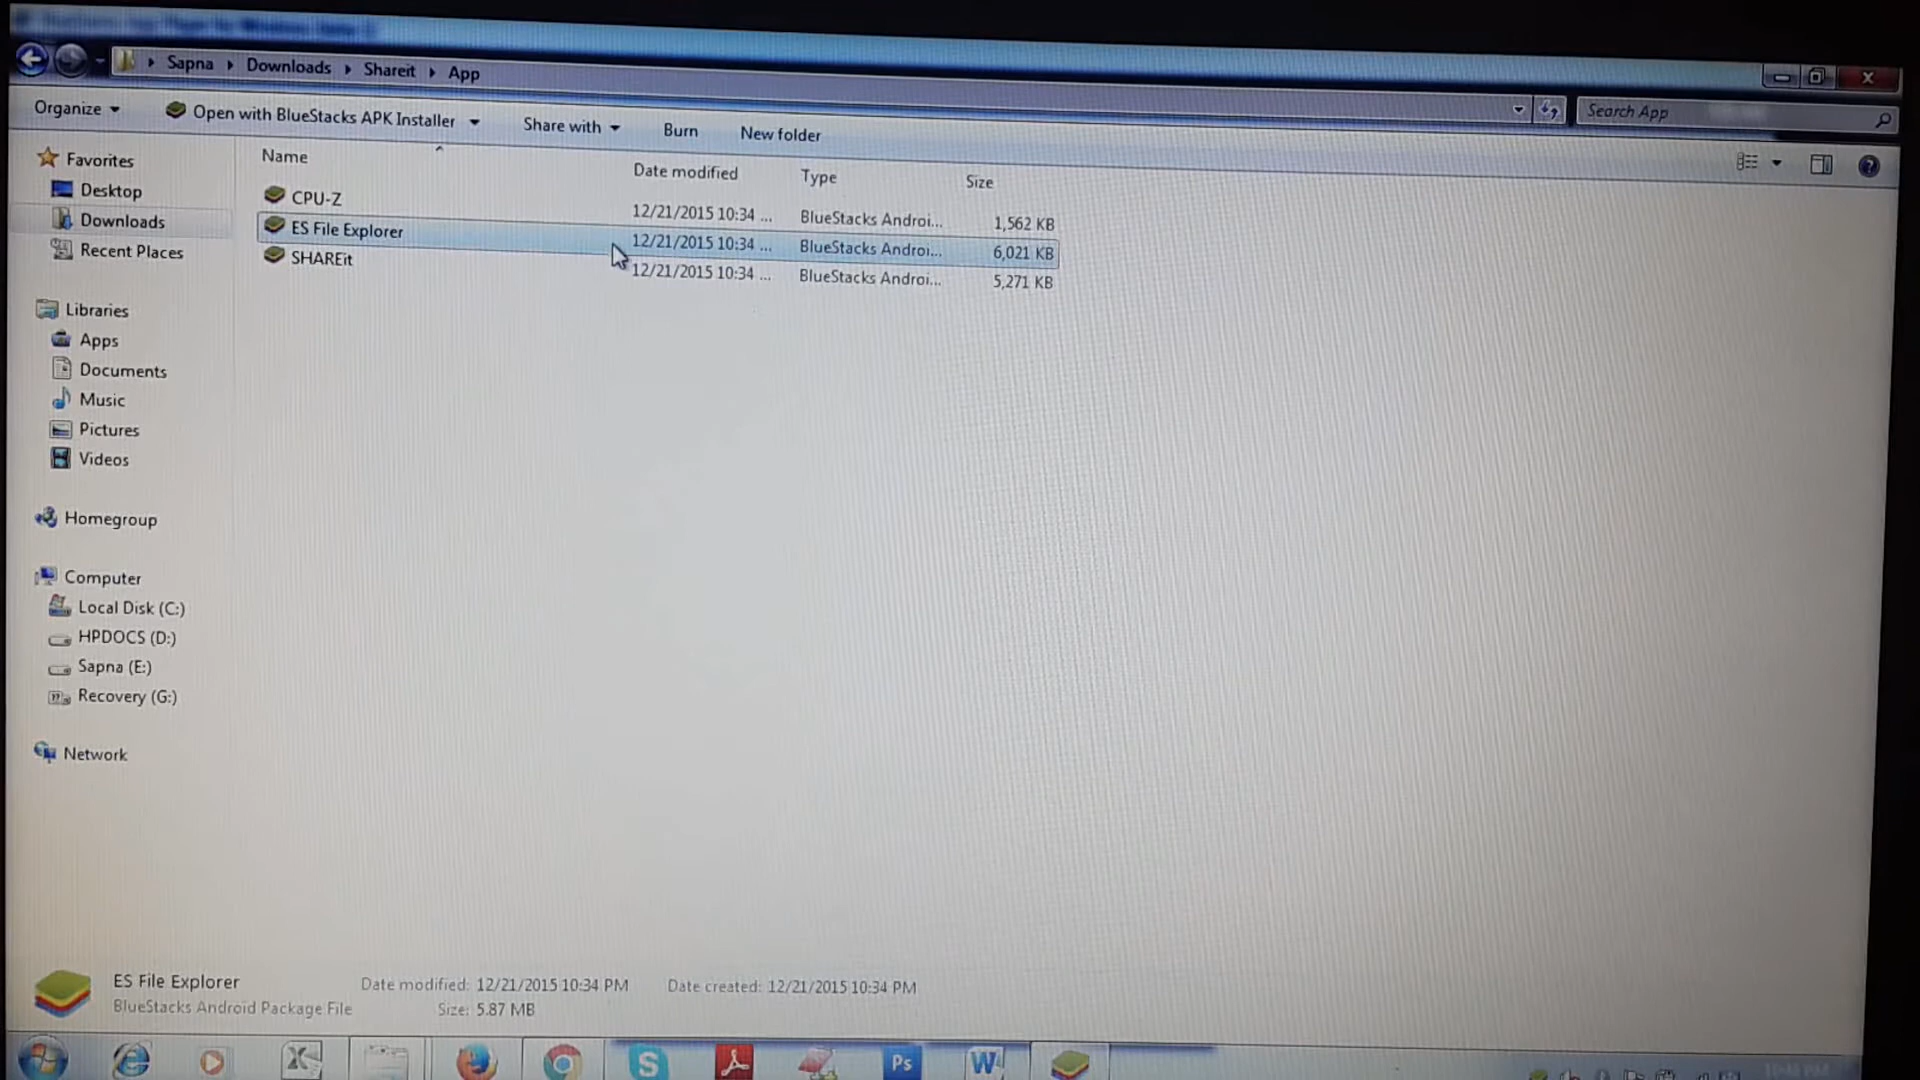 Sapna Downloads Shareit App
Search App
Organize Open with BlueStacks APK Installer Share with Burn New folder
Name Date modified Type Size
CPU-Z 12/21/2015 10:34 ... BlueStacks Androi... 1,562 KB
ES File Explorer 12/21/2015 10:34 ... BlueStacks Androi... 6,021 KB
SHAREit 12/21/2015 10:34 ... BlueStacks Androi... 5,271 KB
Favorites
Desktop
Downloads
Recent Places
Libraries
Apps
Documents
Music
Pictures
Videos
Homegroup
Computer
Local Disk (C:)
HPDOCS (D:)
Sapna (E:)
Recovery (G:)
Network
ES File Explorer Date modified: 12/21/2015 10:34 PM Date created: 12/21/2015 10:34 PM
BlueStacks Android Package File Size: 5.87 MB
Ps